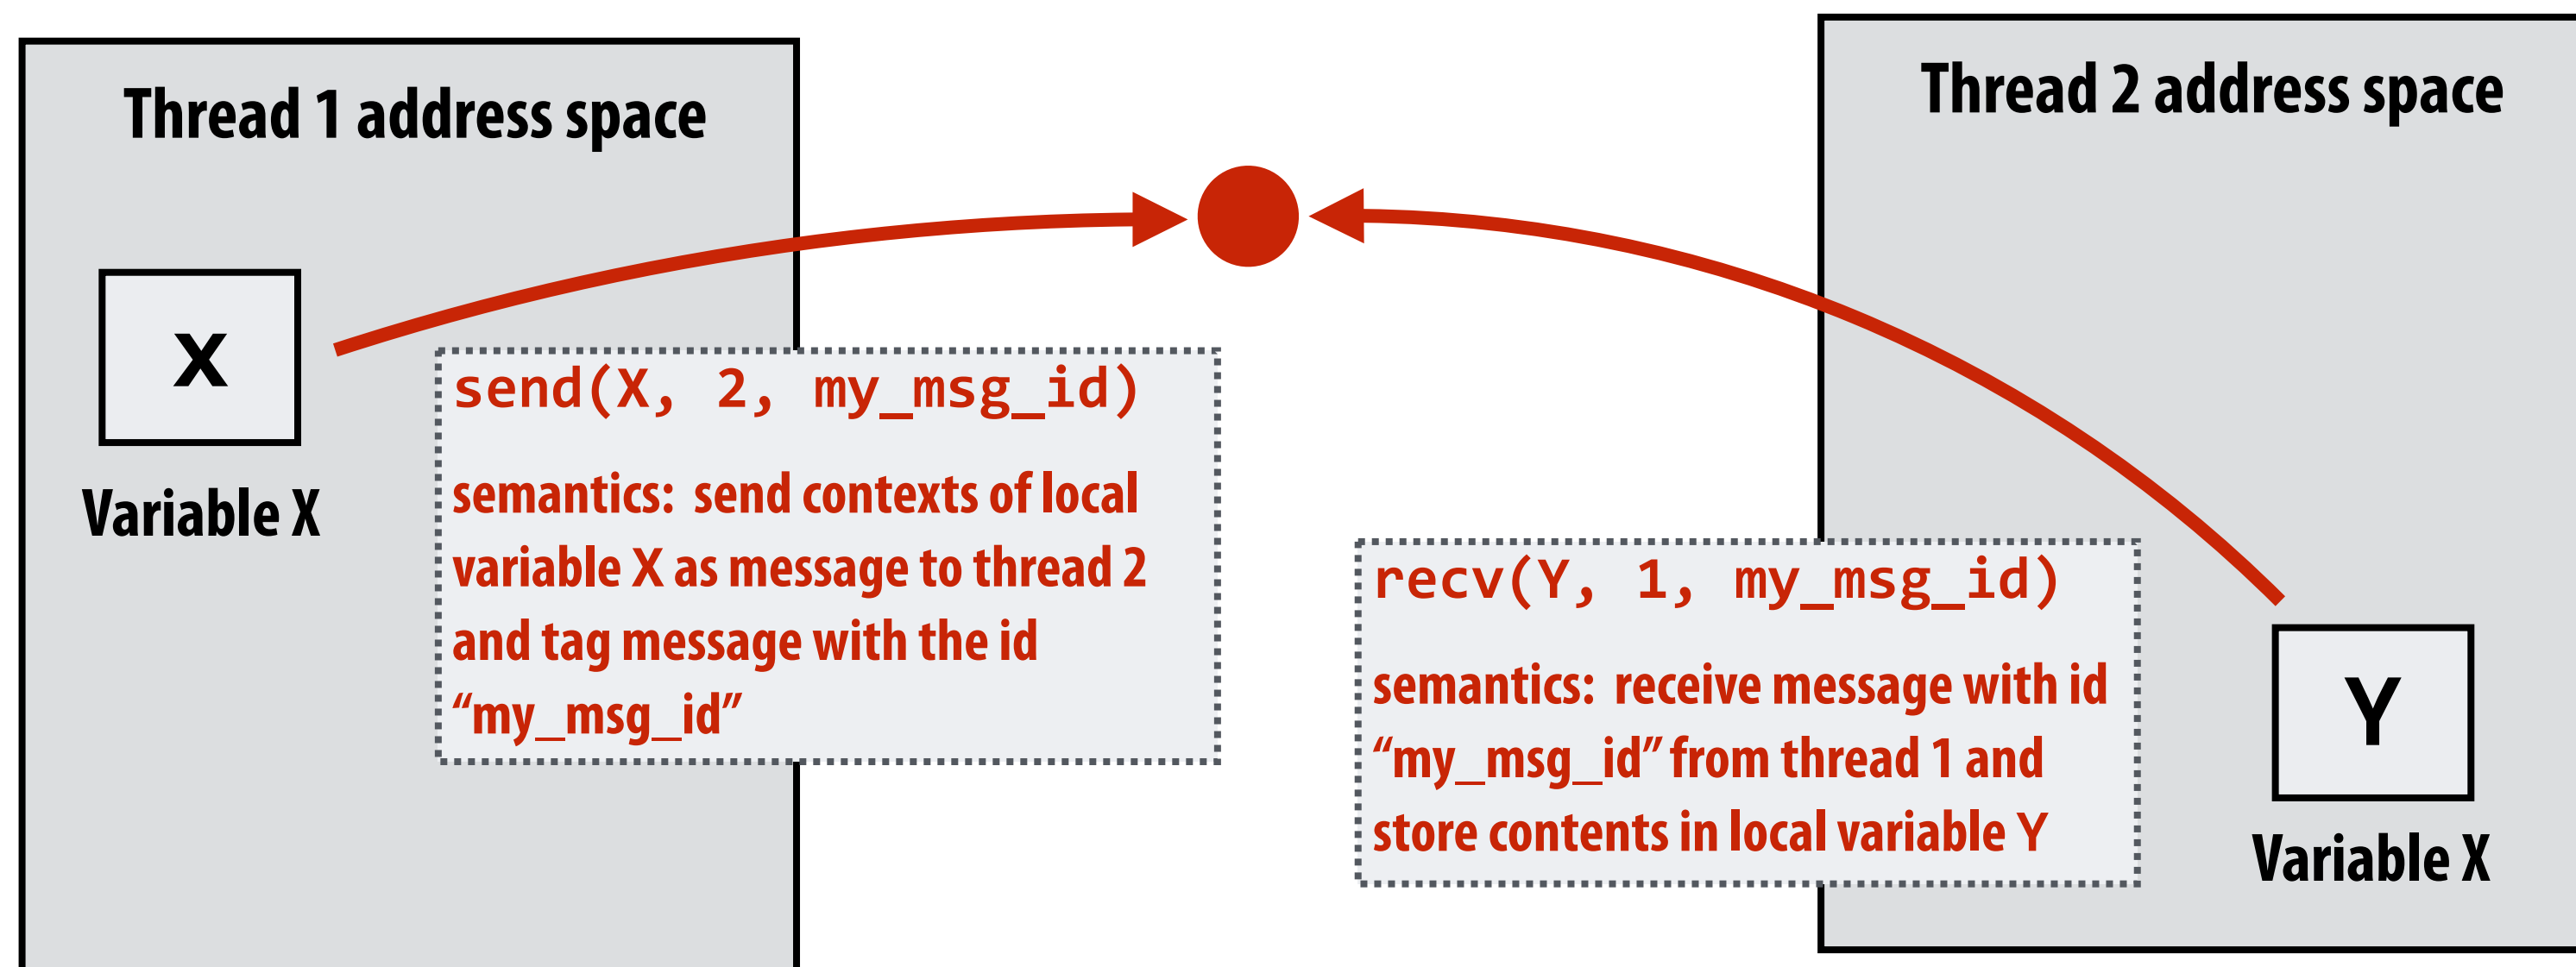 Thread 1 address space
x
Variable X
send(X, 2, my_msg_id)
semantics: send contexts of local
variable X as message to thread 2
and tag message with the id
“my_msg_id”
Thread 2 address space
recv(Y, 1, my_msg_id)
semantics: receive message with id
“my_msg_id” from thread 1 and
store contents in local variable Y
Y
Variable X